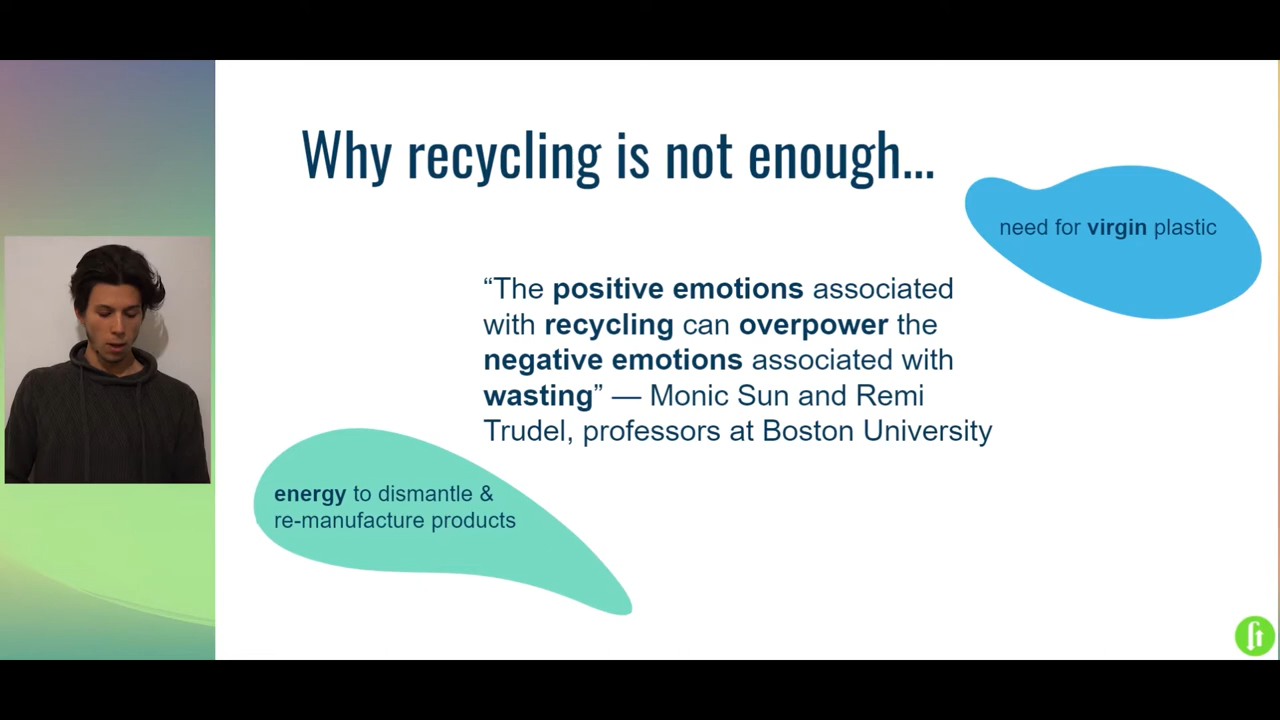 Why recycling is not enough...
need for virgin plastic
“The positive emotions associated
with recycling can overpower the
negative emotions associated with
wasting” — Monic Sun and Remi
Trudel, professors at Boston University
energy to dismantle &
re-manufacture products